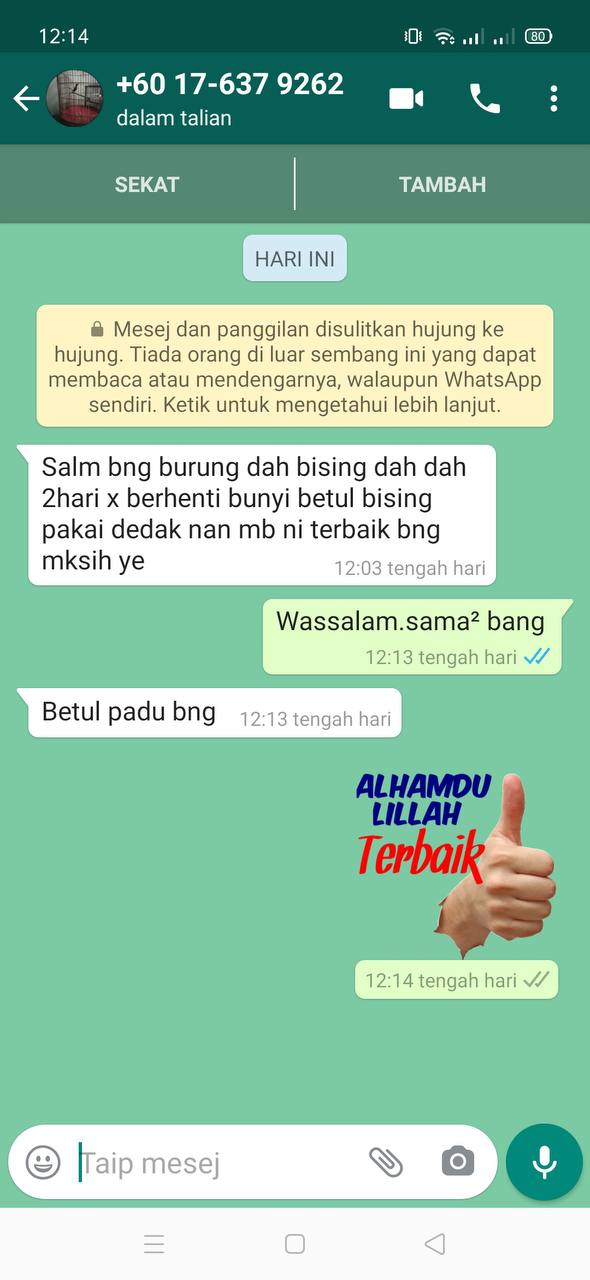 12:14
80
+60 17-637 9262
dalam talian
SEKAT
TAMBAH
HARI INI
Mesej dan panggilan disulitkan hujung ke
hujung. Tiada orang di luar sembang ini yang dapat
membaca atau mendengarnya, walaupun WhatsApp
sendiri. Ketik untuk mengetahui lebih lanjut.
Salm bng burung dah bising dah dah
2hari x berhenti bunyi betul bising
pakai dedak nan mb ni terbaik bng
mksih ye
12:03 tengah hari
Wassalam.sama² bang
12:13 tengah hari
Betul padu bng
12:13 tengah hari
ALHAMDU
LILLAH
Terbaik
12:14 tengah hari
Taip mesej